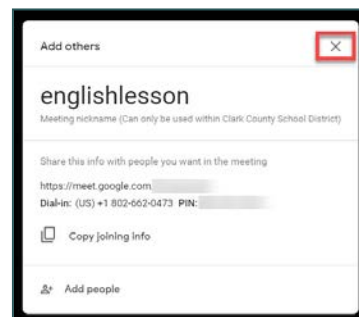 Add others
englishlesson
Meeting nickname (Can only be used within Clark County School District)
Share this info with people you want in the meeting
https://meet.google.com
Dial-in: (US) +1 802-662-0473 PIN:
Copy joining info
Add people